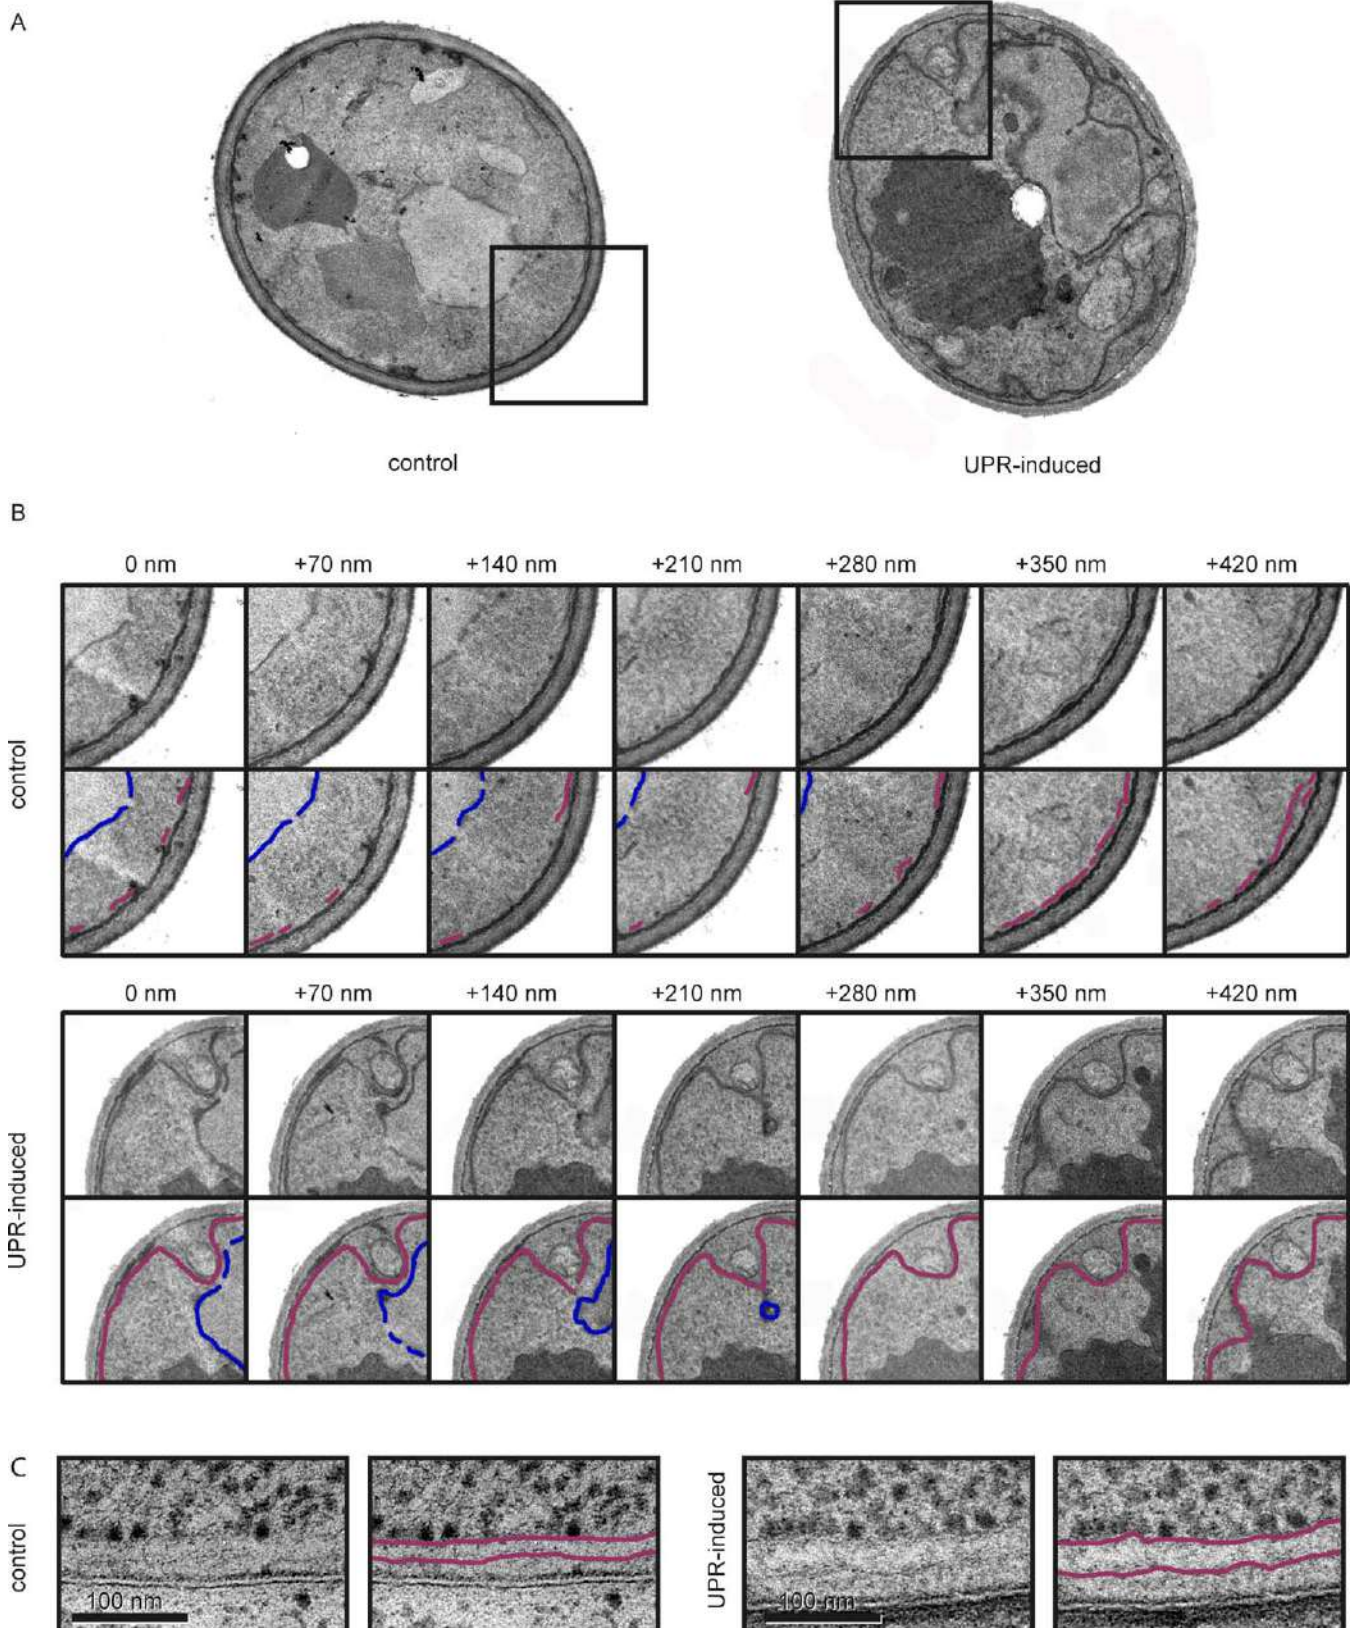 A
control
UPR-induced
B
0 nm +70 nm +140 nm +210 nm +280 nm +350 nm +420 nm
control
0 nm +70 nm +140 nm +210 nm +280 nm +350 nm +420 nm
UPR-induced
C
control
100 nm
UPR-induced
100 nm